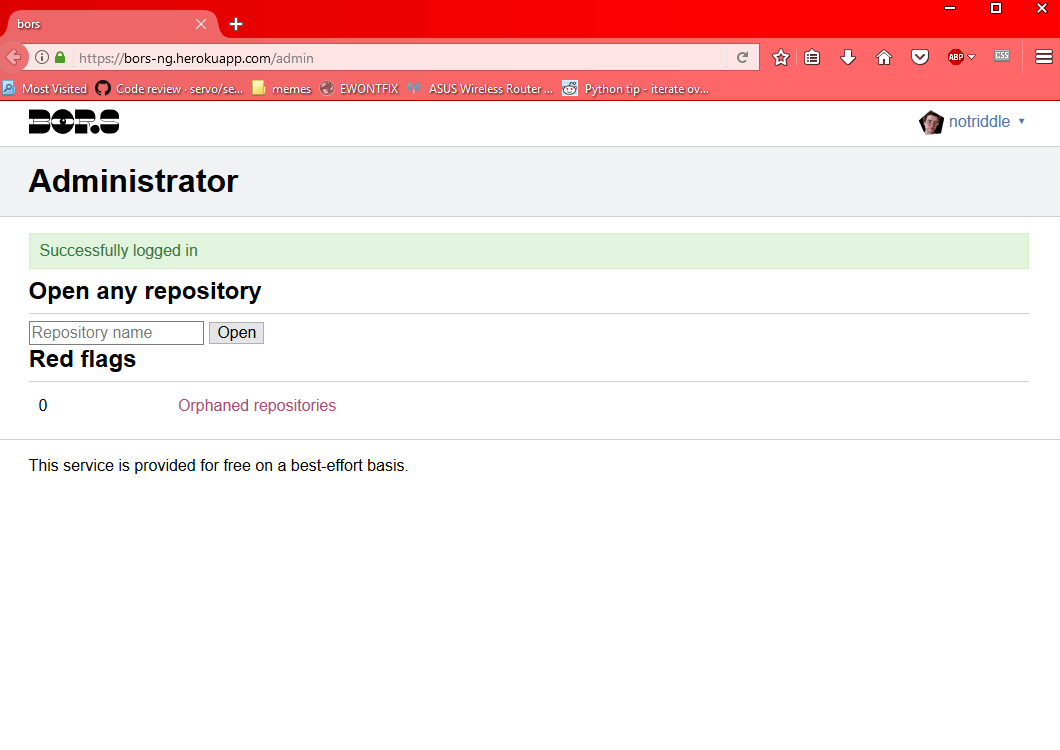 bors
https://bors-ng.herokuapp.com/admin
ABP
CSS
Most Visited Code review · servo/se... memes EWONTFIX ASUS Wireless Router ... Python tip - iterate ov...
BORS notriddle
Administrator
Successfully logged in
Open any repository
Repository name Open
Red flags
0 Orphaned repositories
This service is provided for free on a best-effort basis.